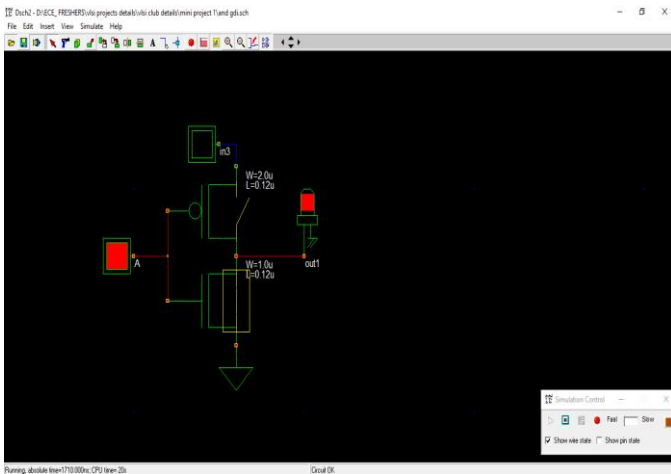 Dsch2 - D:\ECE_ FRESHERS\vlsi projects details\vlsi club details\mini project 1\and gdi.sch
File Edit Insert View Simulate Help
in3
W=2.0u
L=0.12u
A
W=1.0u
L=0.12u
out1
Simulation Control
Fast Slow
Show wire state Show pin state
Running, absolute time=1710.000ns; CPU time= 20s
Circuit OK